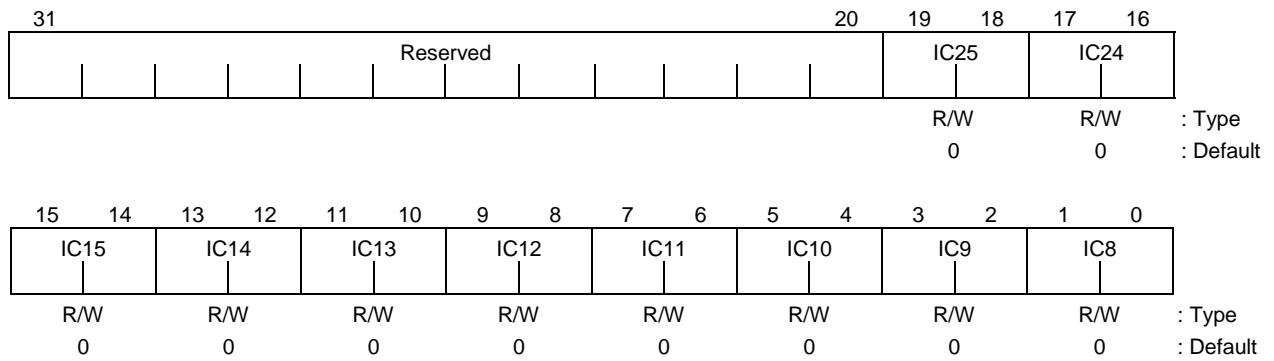 31 20 19 18 17 16
Reserved IC25 IC24
R/W R/W : Type
0 0 : Default
15 14 13 12 11 10 9 8 7 6 5 4 3 2 1 0
IC15 IC14 IC13 IC12 IC11 IC10 IC9 IC8
R/W R/W R/W R/W R/W R/W R/W R/W : Type
0 0 0 0 0 0 0 0 : Default